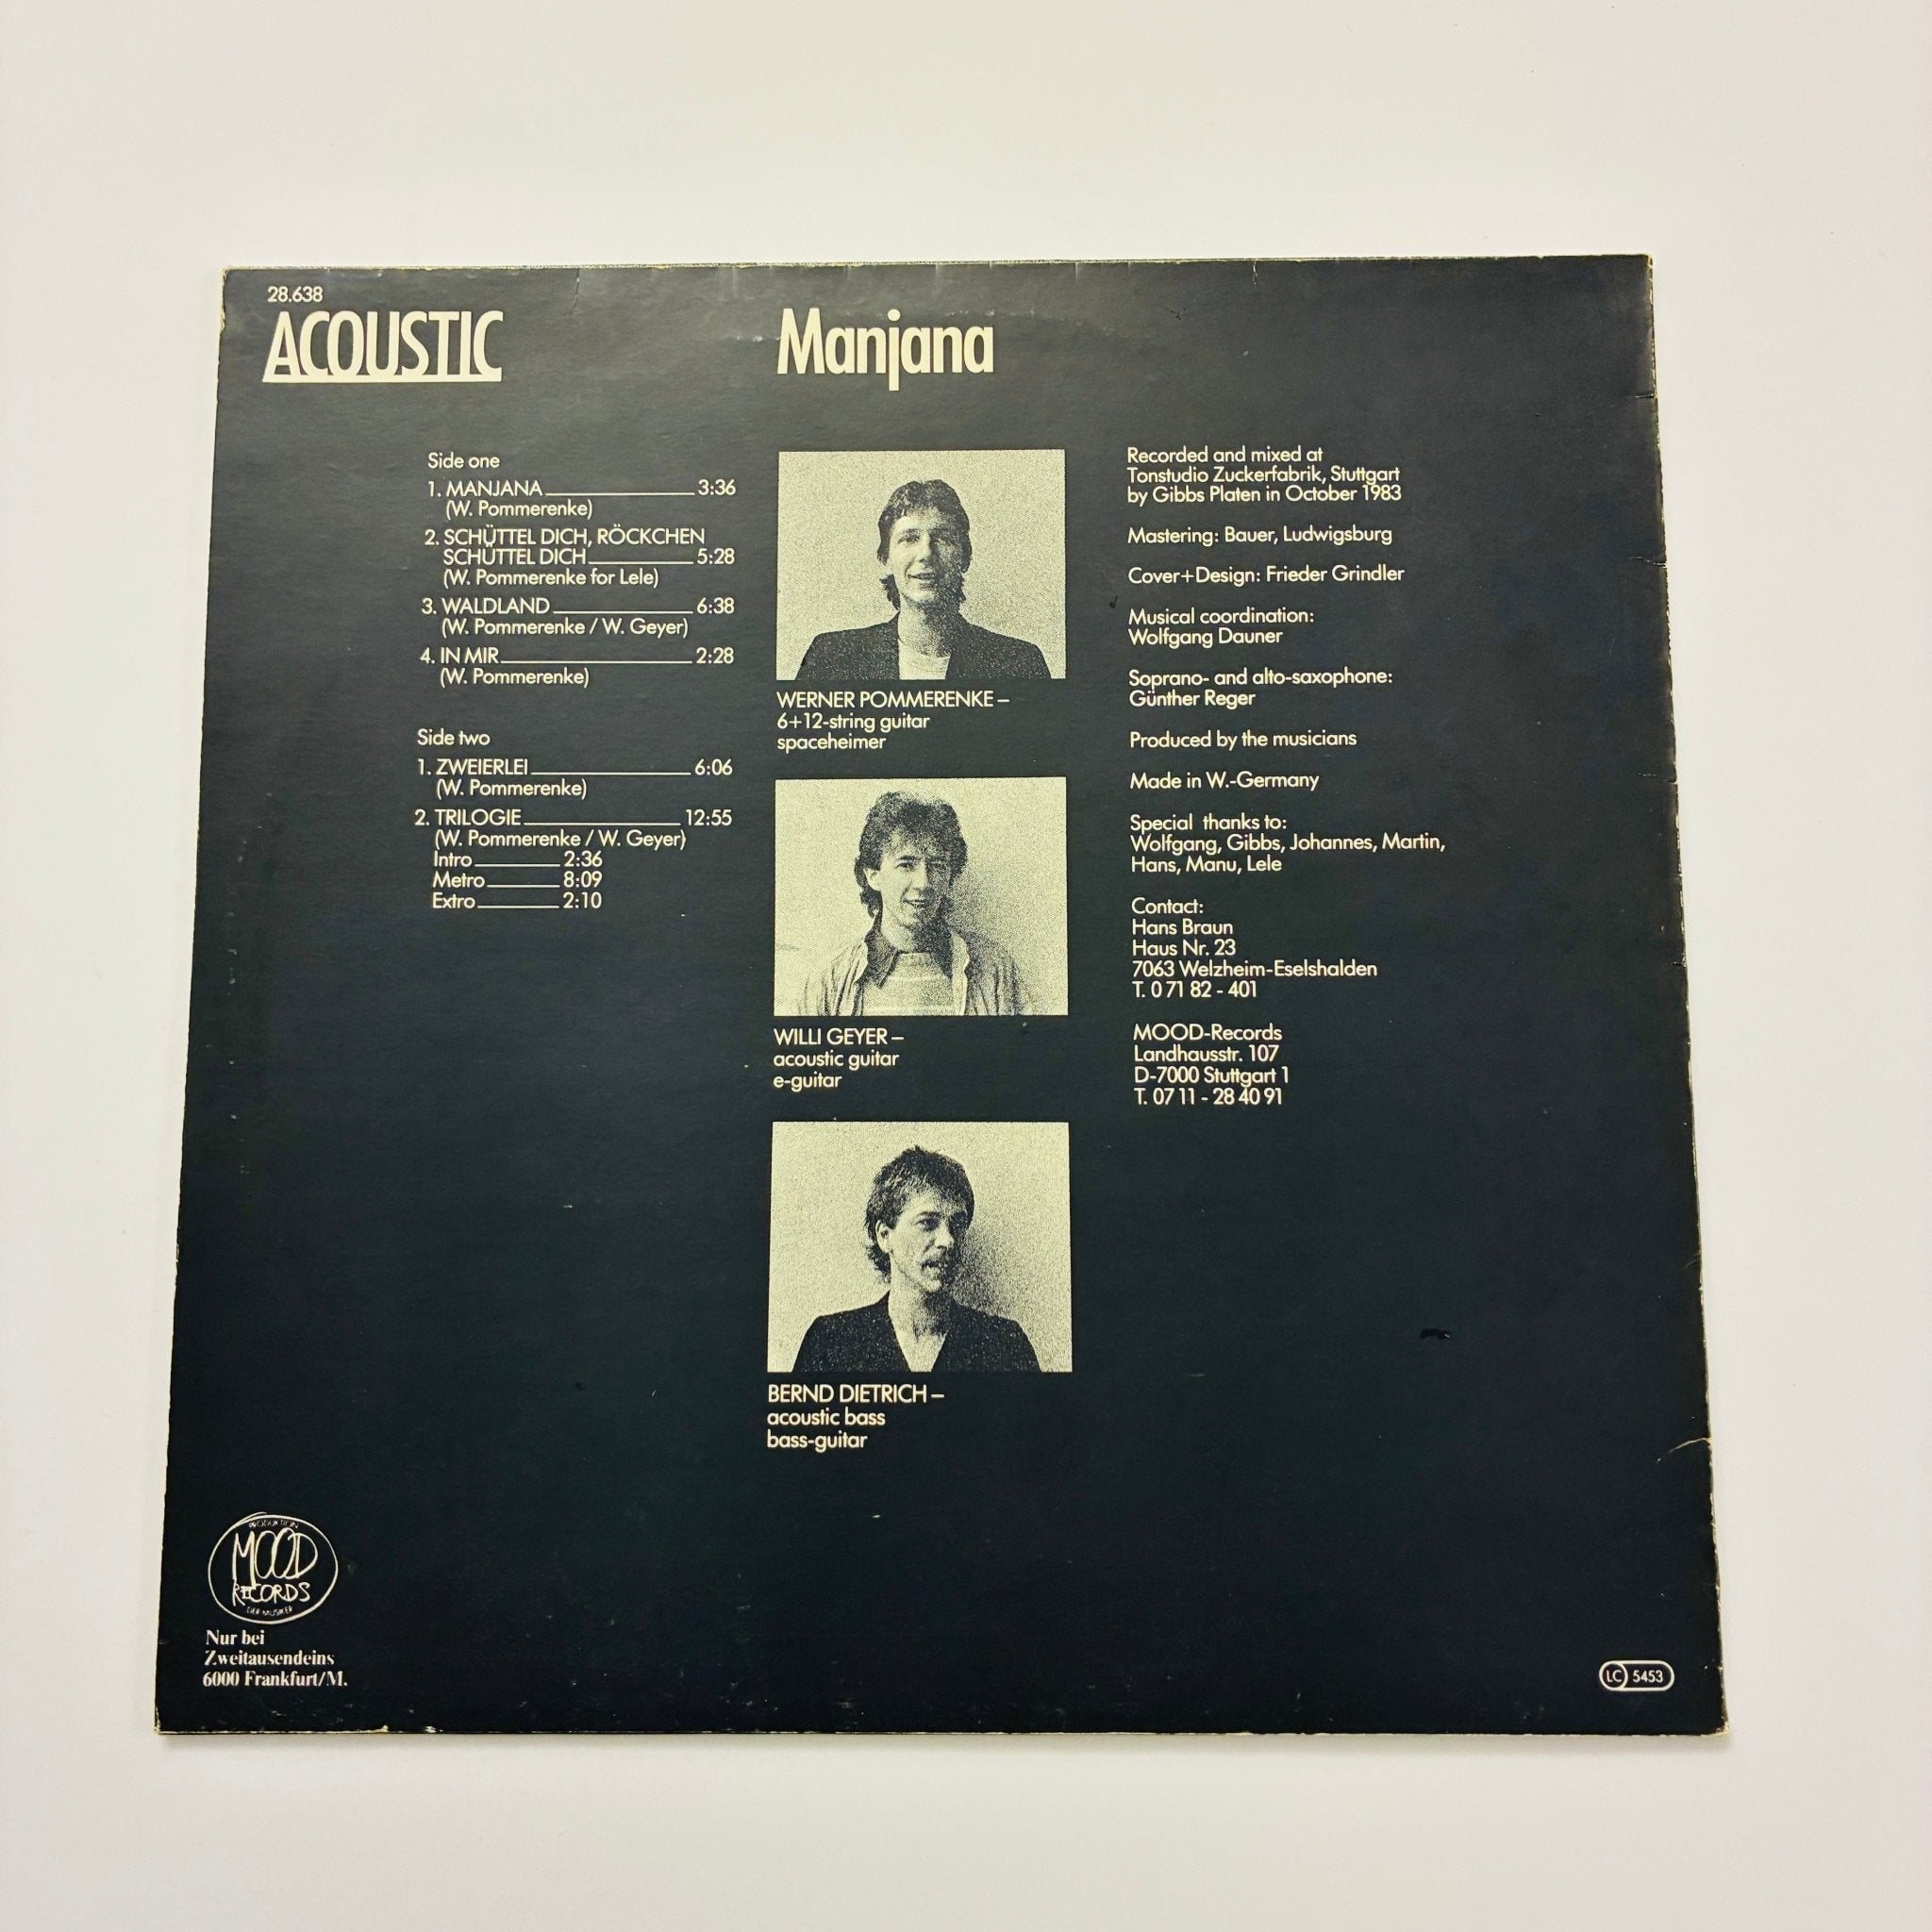 28.638
ACOUSTIC
Manjana
Side one
1. MANJANA 3:36
(W. Pommerenke)
2. SCHÜTTEL DICH, RÖCKCHEN
SCHÜTTEL DICH 5:28
(W. Pommerenke for Lele)
3. WALDLAND 6:38
(W. Pommerenke / W. Geyer)
4. IN MIR 2:28
(W. Pommerenke)
Side two
1. ZWEIERLEI 6:06
(W. Pommerenke)
2. TRILOGIE 12:55
(W. Pommerenke / W. Geyer)
Intro 2:36
Metro 8:09
Extro 2:10
WERNER POMMERENKE –
6+12-string guitar
spaceheimer
WILLI GEYER –
acoustic guitar
e-guitar
BERND DIETRICH –
acoustic bass
bass-guitar
Recorded and mixed at
Tonstudio Zuckerfabrik, Stuttgart
by Gibbs Platen in October 1983
Mastering: Bauer, Ludwigsburg
Cover+Design: Frieder Grindler
Musical coordination:
Wolfgang Dauner
Soprano- and alto-saxophone:
Günther Reger
Produced by the musicians
Made in W.-Germany
Special thanks to:
Wolfgang, Gibbs, Johannes, Martin,
Hans, Manu, Lele
Contact:
Hans Braun
Haus Nr. 23
7063 Welzheim-Eselshalden
T. 0 71 82 - 401
MOOD-Records
Landhausstr. 107
D-7000 Stuttgart 1
T. 07 11 - 28 40 91
PRODUKTION
MOOD
RECORDS
DER MUSIKER
Nur bei
Zweitausendeins
6000 Frankfurt/M.
LC 5453